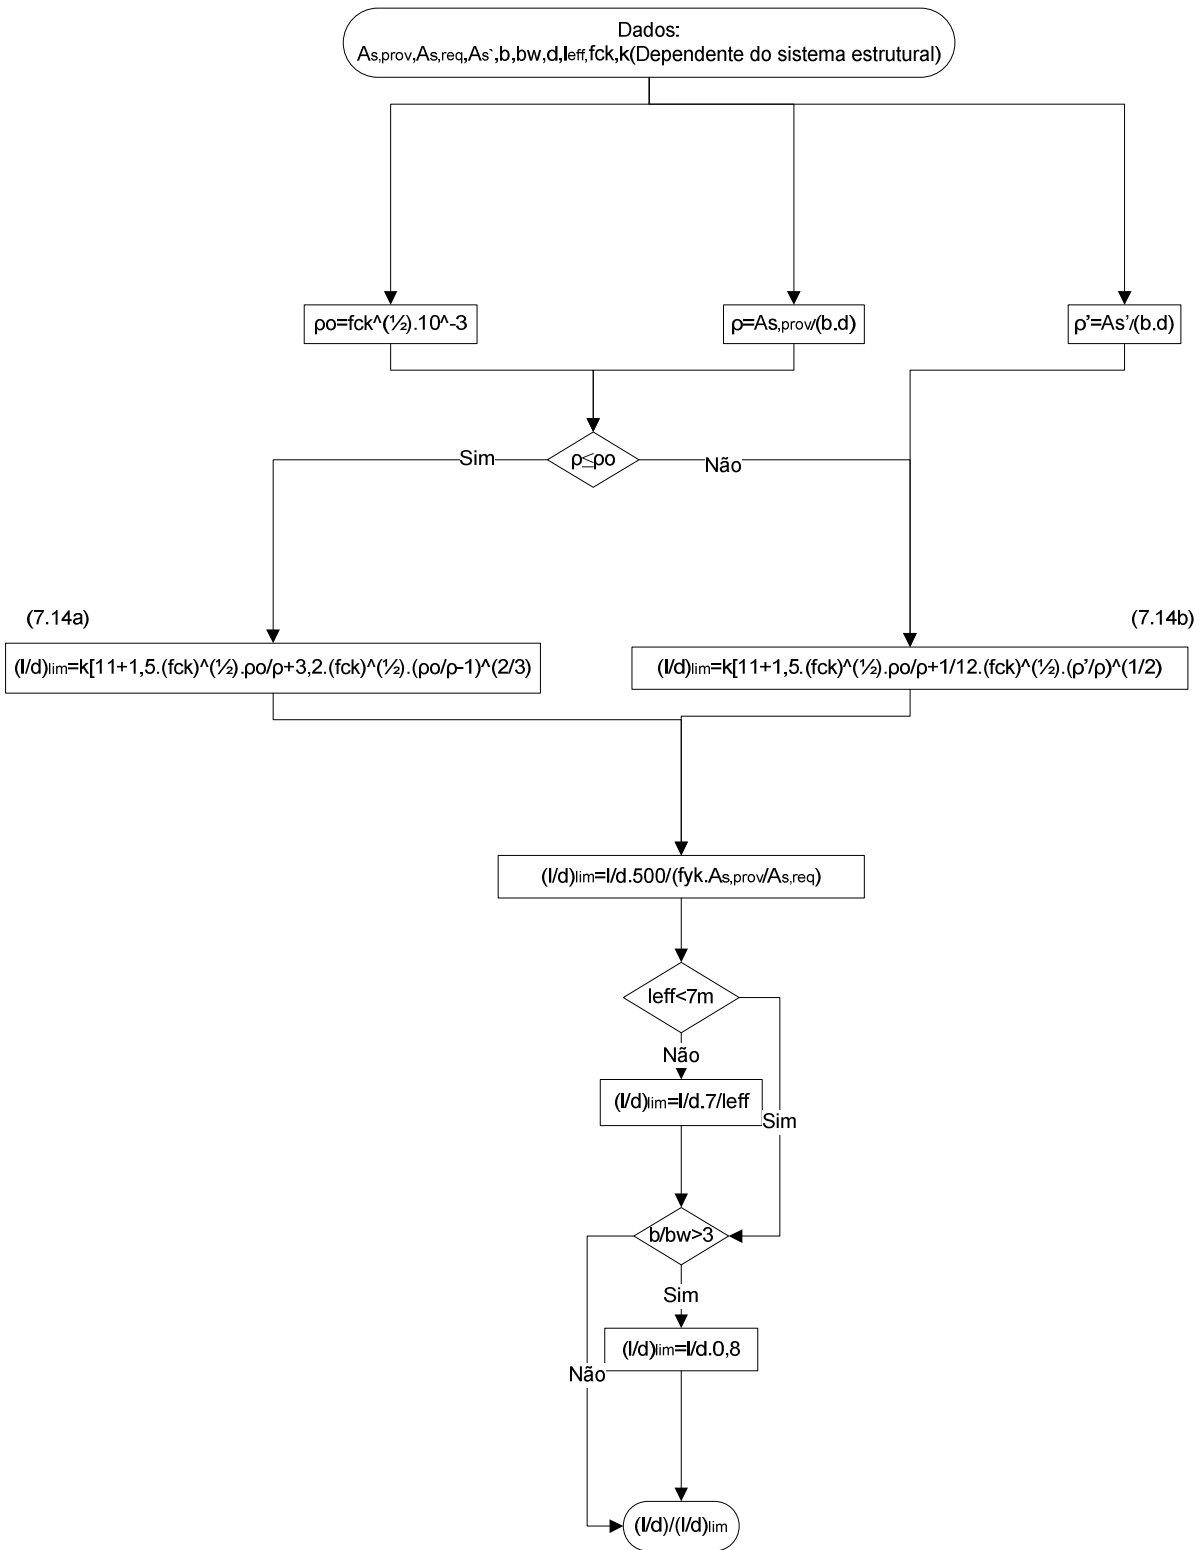 Dados:
As,prov,As,req,As`,b,bw,d,leff,fck,k(Dependente do sistema estrutural)
ρo=fck^(½).10^-3
ρ=As,prov/(b.d)
ρ'=As'/(b.d)
ρ≤ρo
Sim
Não
(7.14a)
(7.14b)
(l/d)lim=k[11+1,5.(fck)^(½).ρo/ρ+3,2.(fck)^(½).(ρo/ρ-1)^(2/3)
(l/d)lim=k[11+1,5.(fck)^(½).ρo/ρ+1/12.(fck)^(½).(ρ'/ρ)^(1/2)
(l/d)lim=l/d.500/(fyk.As,prov/As,req)
leff<7m
Não
(l/d)lim=l/d.7/leff
Sim
b/bw>3
Sim
(l/d)lim=l/d.0,8
Não
(l/d)/(l/d)lim